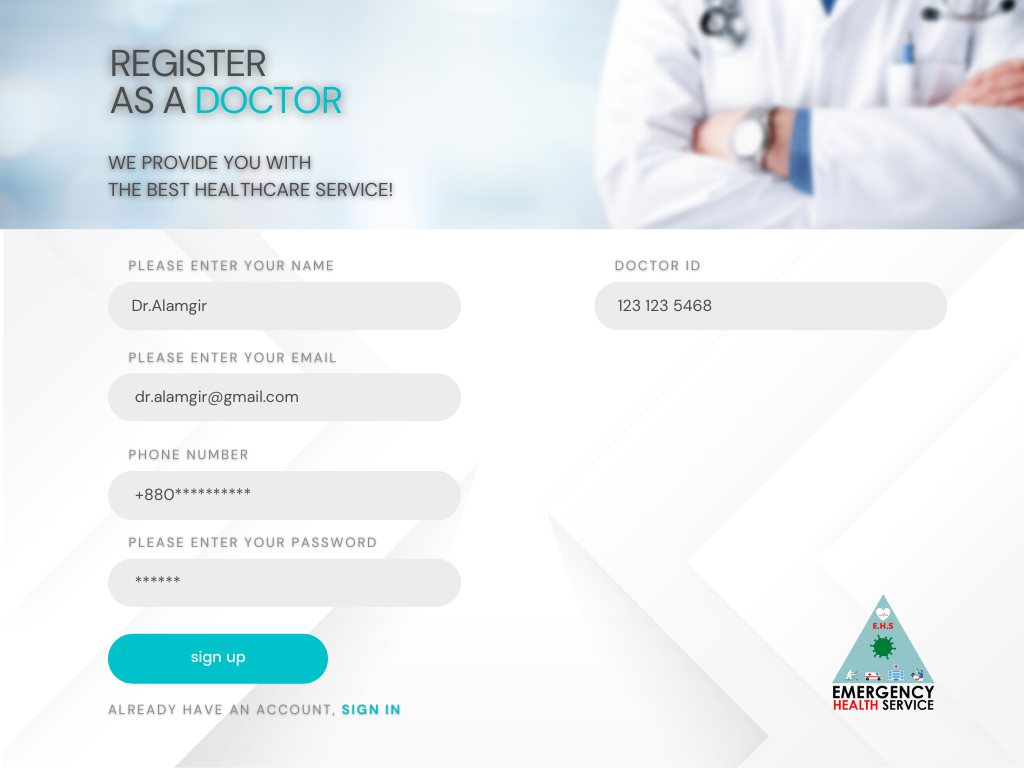 REGISTER
AS A DOCTOR
WE PROVIDE YOU WITH
THE BEST HEALTHCARE SERVICE!
PLEASE ENTER YOUR NAME
Dr.Alamgir
DOCTOR ID
123 123 5468
PLEASE ENTER YOUR EMAIL
dr.alamgir@gmail.com
PHONE NUMBER
+880**********
PLEASE ENTER YOUR PASSWORD
******
sign up
ALREADY HAVE AN ACCOUNT, SIGN IN
E.H.S
EMERGENCY
HEALTH SERVICE